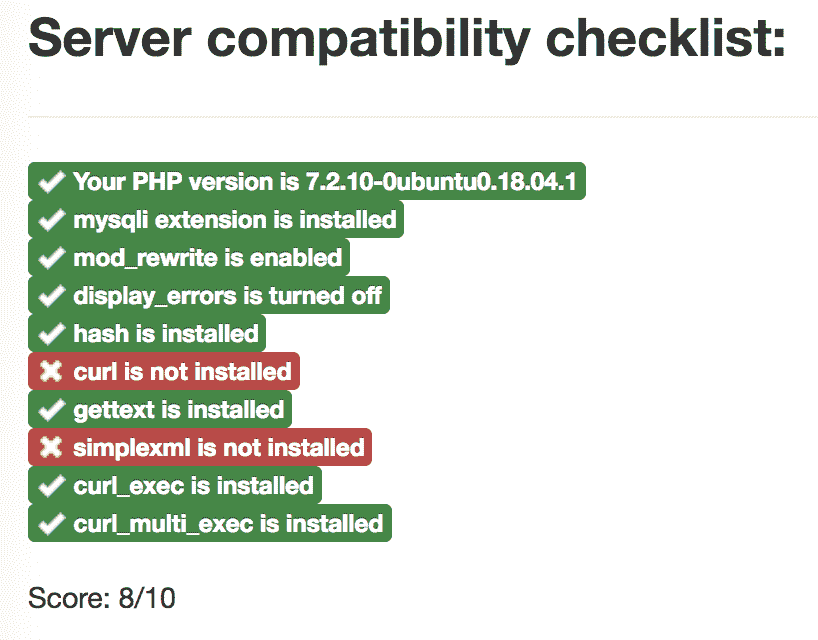 Server compatibility checklist:
✔ Your PHP version is 7.2.10-0ubuntu0.18.04.1
✔ mysqli extension is installed
✔ mod_rewrite is enabled
✔ display_errors is turned off
✔ hash is installed
✖ curl is not installed
✔ gettext is installed
✖ simplexml is not installed
✔ curl_exec is installed
✔ curl_multi_exec is installed
Score: 8/10